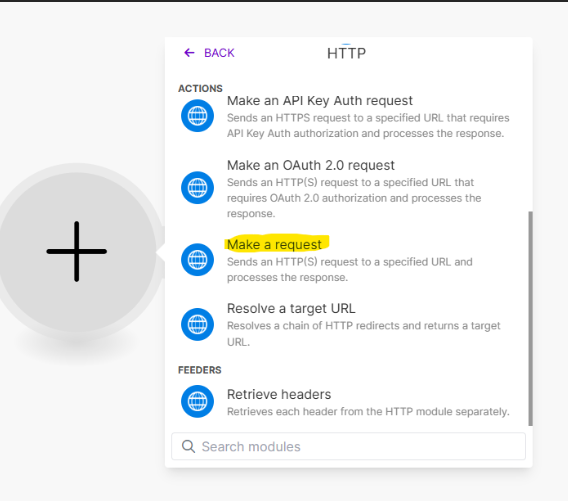 BACK
HTTP
ACTIONS
Make an API Key Auth request
Sends an HTTPS request to a specified URL that requires
API Key Auth authorization and processes the response.
Make an OAuth 2.0 request
Sends an HTTP(S) request to a specified URL that
requires OAuth 2.0 authorization and processes the
response.
Make a request
Sends an HTTP(S) request to a specified URL and
processes the response.
Resolve a target URL
Resolves a chain of HTTP redirects and returns a target
URL.
FEEDERS
Retrieve headers
Retrieves each header from the HTTP module separately.
Search modules